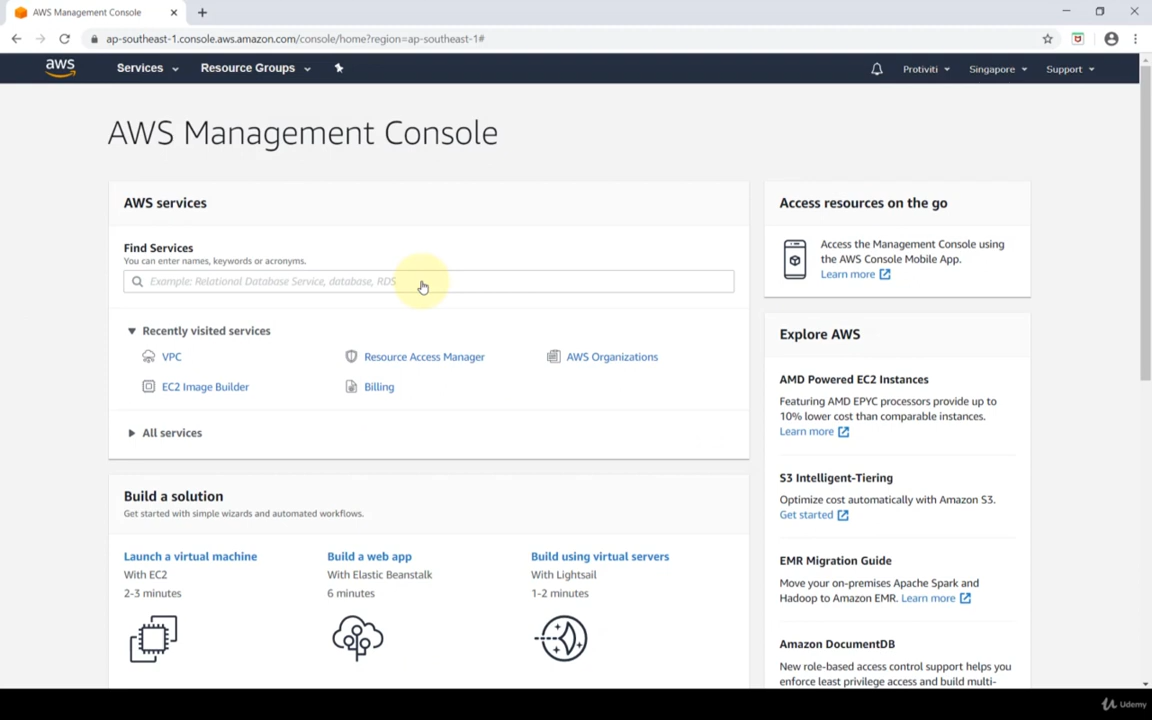 AWS Management Console
ap-southeast-1.console.aws.amazon.com/console/home?region=ap-southeast-1#
aws Services Resource Groups Protiviti Singapore Support
AWS Management Console
AWS services
Find Services
You can enter names, keywords or acronyms.
Example: Relational Database Service, database, RDS
Recently visited services
VPC Resource Access Manager AWS Organizations
EC2 Image Builder Billing
All services
Build a solution
Get started with simple wizards and automated workflows.
Launch a virtual machine
With EC2
2-3 minutes
Build a web app
With Elastic Beanstalk
6 minutes
Build using virtual servers
With Lightsail
1-2 minutes
Access resources on the go
Access the Management Console using
the AWS Console Mobile App.
Learn more
Explore AWS
AMD Powered EC2 Instances
Featuring AMD EPYC processors provide up to
10% lower cost than comparable instances.
Learn more
S3 Intelligent-Tiering
Optimize cost automatically with Amazon S3.
Get started
EMR Migration Guide
Move your on-premises Apache Spark and
Hadoop to Amazon EMR. Learn more
Amazon DocumentDB
New role-based access control support helps you
enforce least privilege access and build multi-
Udemy